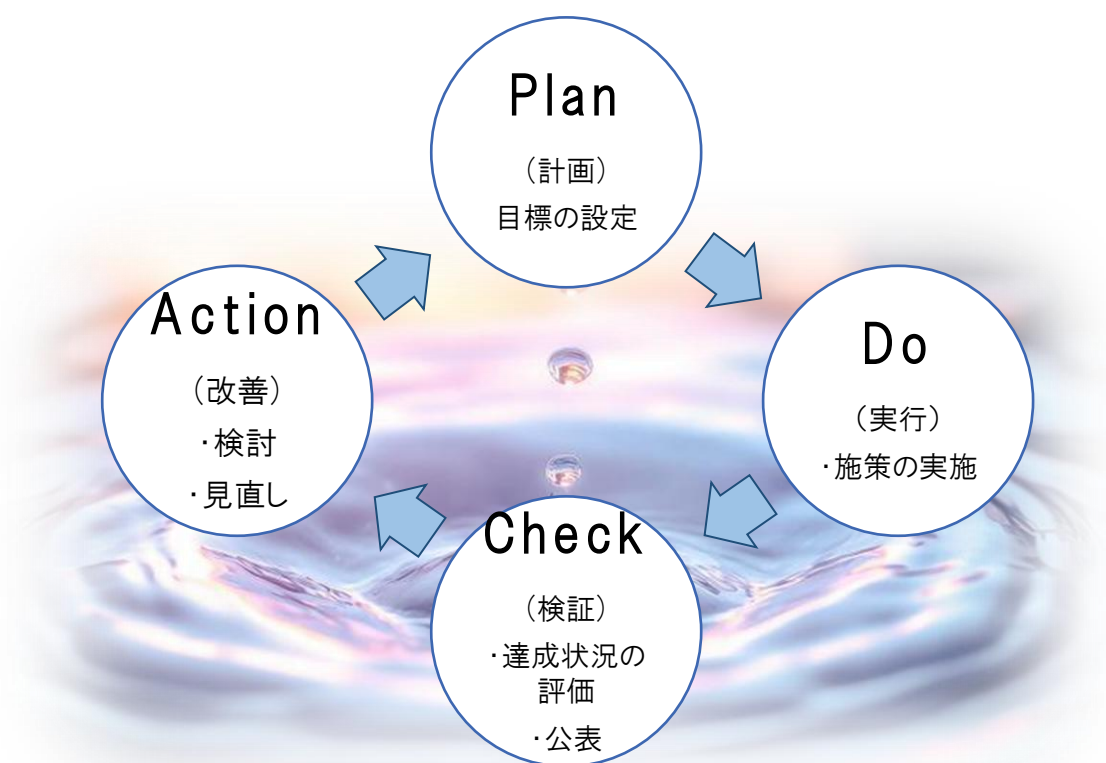 Plan
（計画）
目標の設定
Do
（実行）
・施策の実施
Check
（検証）
・達成状況の
評価
・公表
Action
（改善）
・検討
・見直し